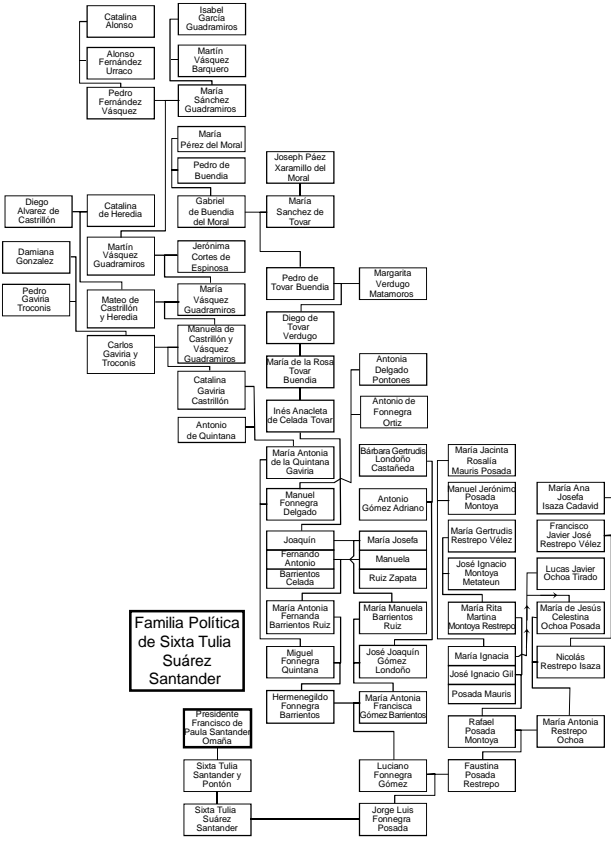 Catalina
Alonso
Isabel
García
Guadramiros
Alonso
Fernández
Urraco
Martín
Vásquez
Barquero
Pedro
Fernández
Vásquez
María
Sánchez
Guadramiros
María
Pérez del Moral
Pedro de
Buendia
Joseph Páez
Xaramillo del
Moral
Diego
Alvarez de
Castrillón
Catalina
de Heredia
Gabriel
de Buendia
del Moral
María
Sanchez de
Tovar
Damiana
Gonzalez
Martín
Vásquez
Guadramiros
Jerónima
Cortes de
Espinosa
Pedro de
Tovar Buendia
Margarita
Verdugo
Matamoros
Pedro
Gaviria
Troconis
Mateo de
Castrillón
y Heredia
María
Vásquez
Guadramiros
Diego de
Tovar
Verdugo
Carlos
Gaviria y
Troconis
Manuela de
Castrillón y
Vásquez
Guadramiros
María de la Rosa
Tovar
Buendia
Antonia
Delgado
Pontones
Catalina
Gaviria
Castrillón
Inés Anacleta
de Celada Tovar
Antonio de
Fonnegra
Ortiz
Antonio
de Quintana
María Antonia
de la Quintana
Gaviria
Bárbara Gertrudis
Londoño
Castañeda
María Jacinta
Rosalía
Mauris Posada
Manuel
Fonnegra
Delgado
Antonio
Gómez Adriano
Manuel Jerónimo
Posada
Montoya
María Ana
Josefa
Isaza Cadavid
Joaquín
Fernando
Antonio
Barrientos
Celada
María Josefa
Manuela
Ruiz Zapata
María Gertrudis
Restrepo Vélez
Francisco
Javier José
Restrepo Vélez
José Ignacio
Montoya
Metateun
Lucas Javier
Ochoa Tirado
María Antonia
Fernanda
Barrientos Ruiz
María Manuela
Barrientos
Ruiz
María Rita
Martina
Montoya Restrepo
María de Jesús
Celestina
Ochoa Posada
Familia Política
de Sixta Tulia
Suárez
Santander
Miguel
Fonnegra
Quintana
José Joaquín
Gómez
Londoño
María Ignacia
José Ignacio Gil
Posada Mauris
Nicolás
Restrepo Isaza
Hermenegildo
Fonnegra
Barrientos
María Antonia
Francisca
Gómez Barrientos
Presidente
Francisco de
Paula Santander
Omaña
Rafael
Posada
Montoya
María Antonia
Restrepo
Ochoa
Sixta Tulia
Santander y
Pontón
Luciano
Fonnegra
Gómez
Faustina
Posada
Restrepo
Sixta Tulia
Suárez
Santander
Jorge Luis
Fonnegra
Posada